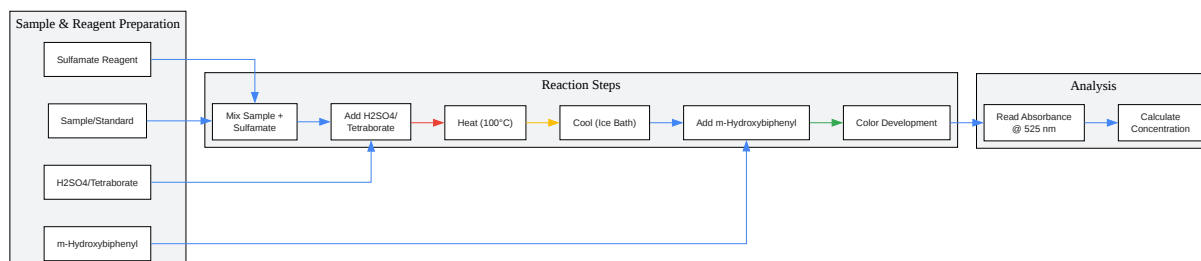 Sample & Reagent Preparation
Sulfamate Reagent
Sample/Standard
H2SO4/Tetraborate
m-Hydroxybiphenyl
Reaction Steps
Mix Sample +
Sulfamate
Add H2SO4/
Tetraborate
Heat (100°C)
Cool (Ice Bath)
Add m-Hydroxybiphenyl
Color Development
Analysis
Read Absorbance
@ 525 nm
Calculate
Concentration